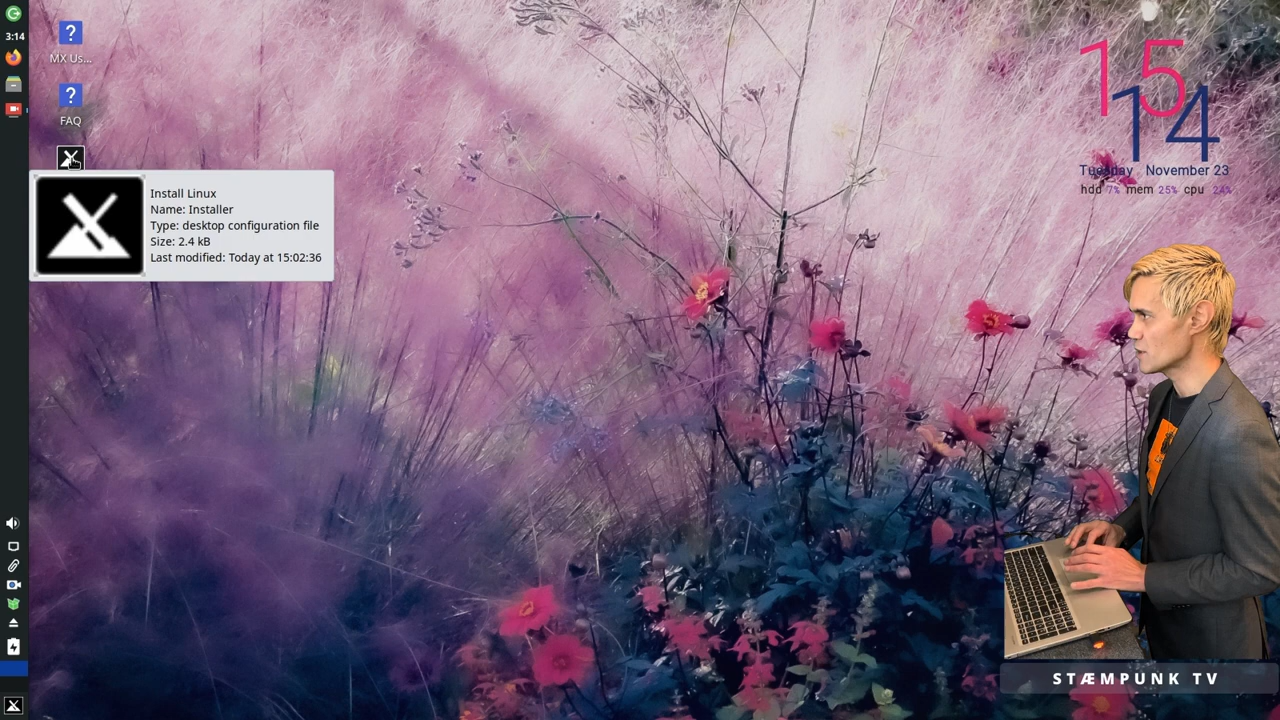 3:14
?
MX Us...
?
FAQ
Install Linux
Name: Installer
Type: desktop configuration file
Size: 2.4 kB
Last modified: Today at 15:02:36
15
14
Tuesday November 23
hdd 7% mem 25% cpu 24%
STÆMPUNK TV